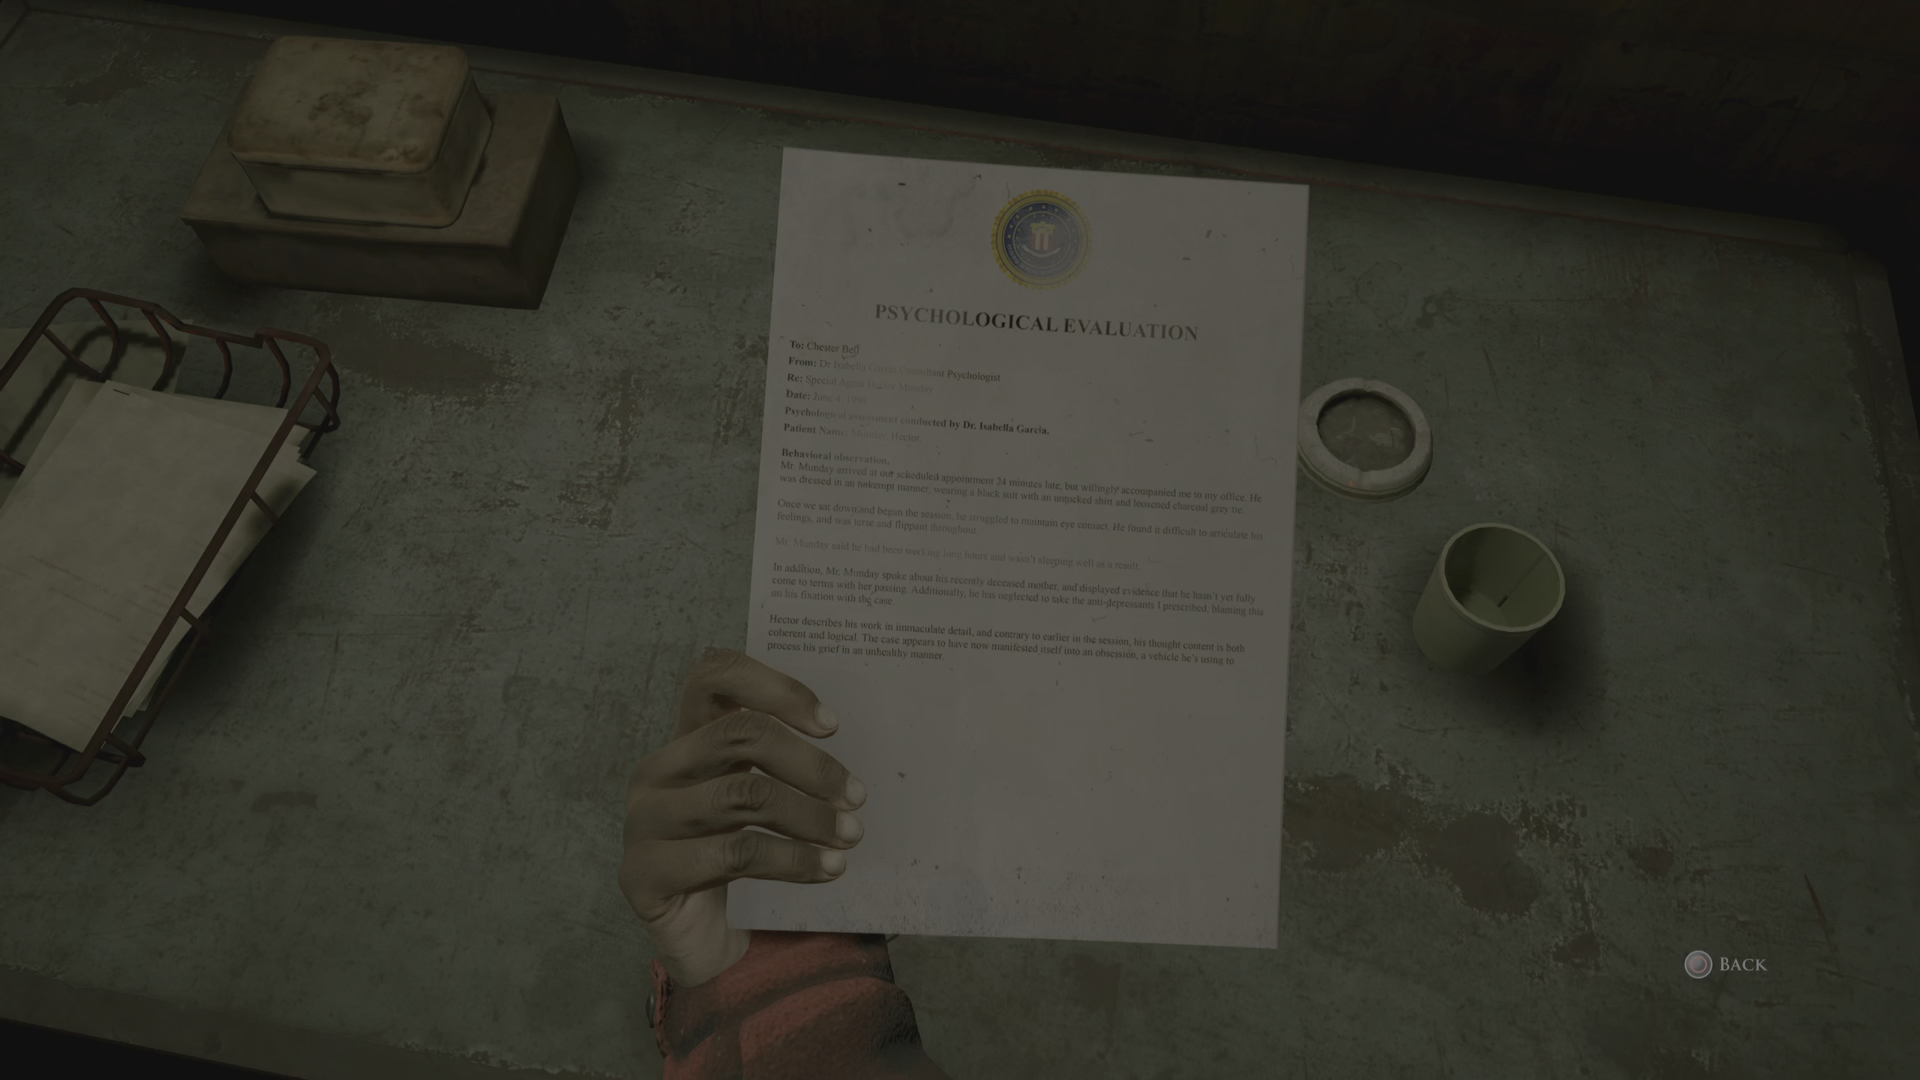 PSYCHOLOGICAL EVALUATION
To: Chester Bell
From: Dr Isabella Garcia Consultant Psychologist
Re: Special Agent Hector Munday
Date: June 4,
Psychological assessment conducted by Dr. Isabella Garcia.
Patient Name: Munday, Hector.
Behavioral observation.
Mr. Munday arrived at our scheduled appointment 24 minutes late, but willingly accompanied me to my office. He
was dressed in an unkempt manner; wearing a black suit with an untucked shirt and loosened charcoal grey tie.
Once we sat down and began the session, he struggled to maintain eye contact. He found it difficult to articulate his
feelings, and was terse and flippant throughout.
Mr. Munday said he had been working long hours and wasn't sleeping well as a result.
In addition, Mr. Munday spoke about his recently deceased mother, and displayed evidence that he hasn't yet fully
come to terms with her passing. Additionally, he has neglected to take the anti-depressants I prescribed, blaming this
on his fixation with the case.
Hector describes his work in immaculate detail, and contrary to earlier in the session, his thought content is both
coherent and logical. The case appears to have now manifested itself into an obsession, a vehicle he's using to
process his grief in an unhealthy manner.
BACK